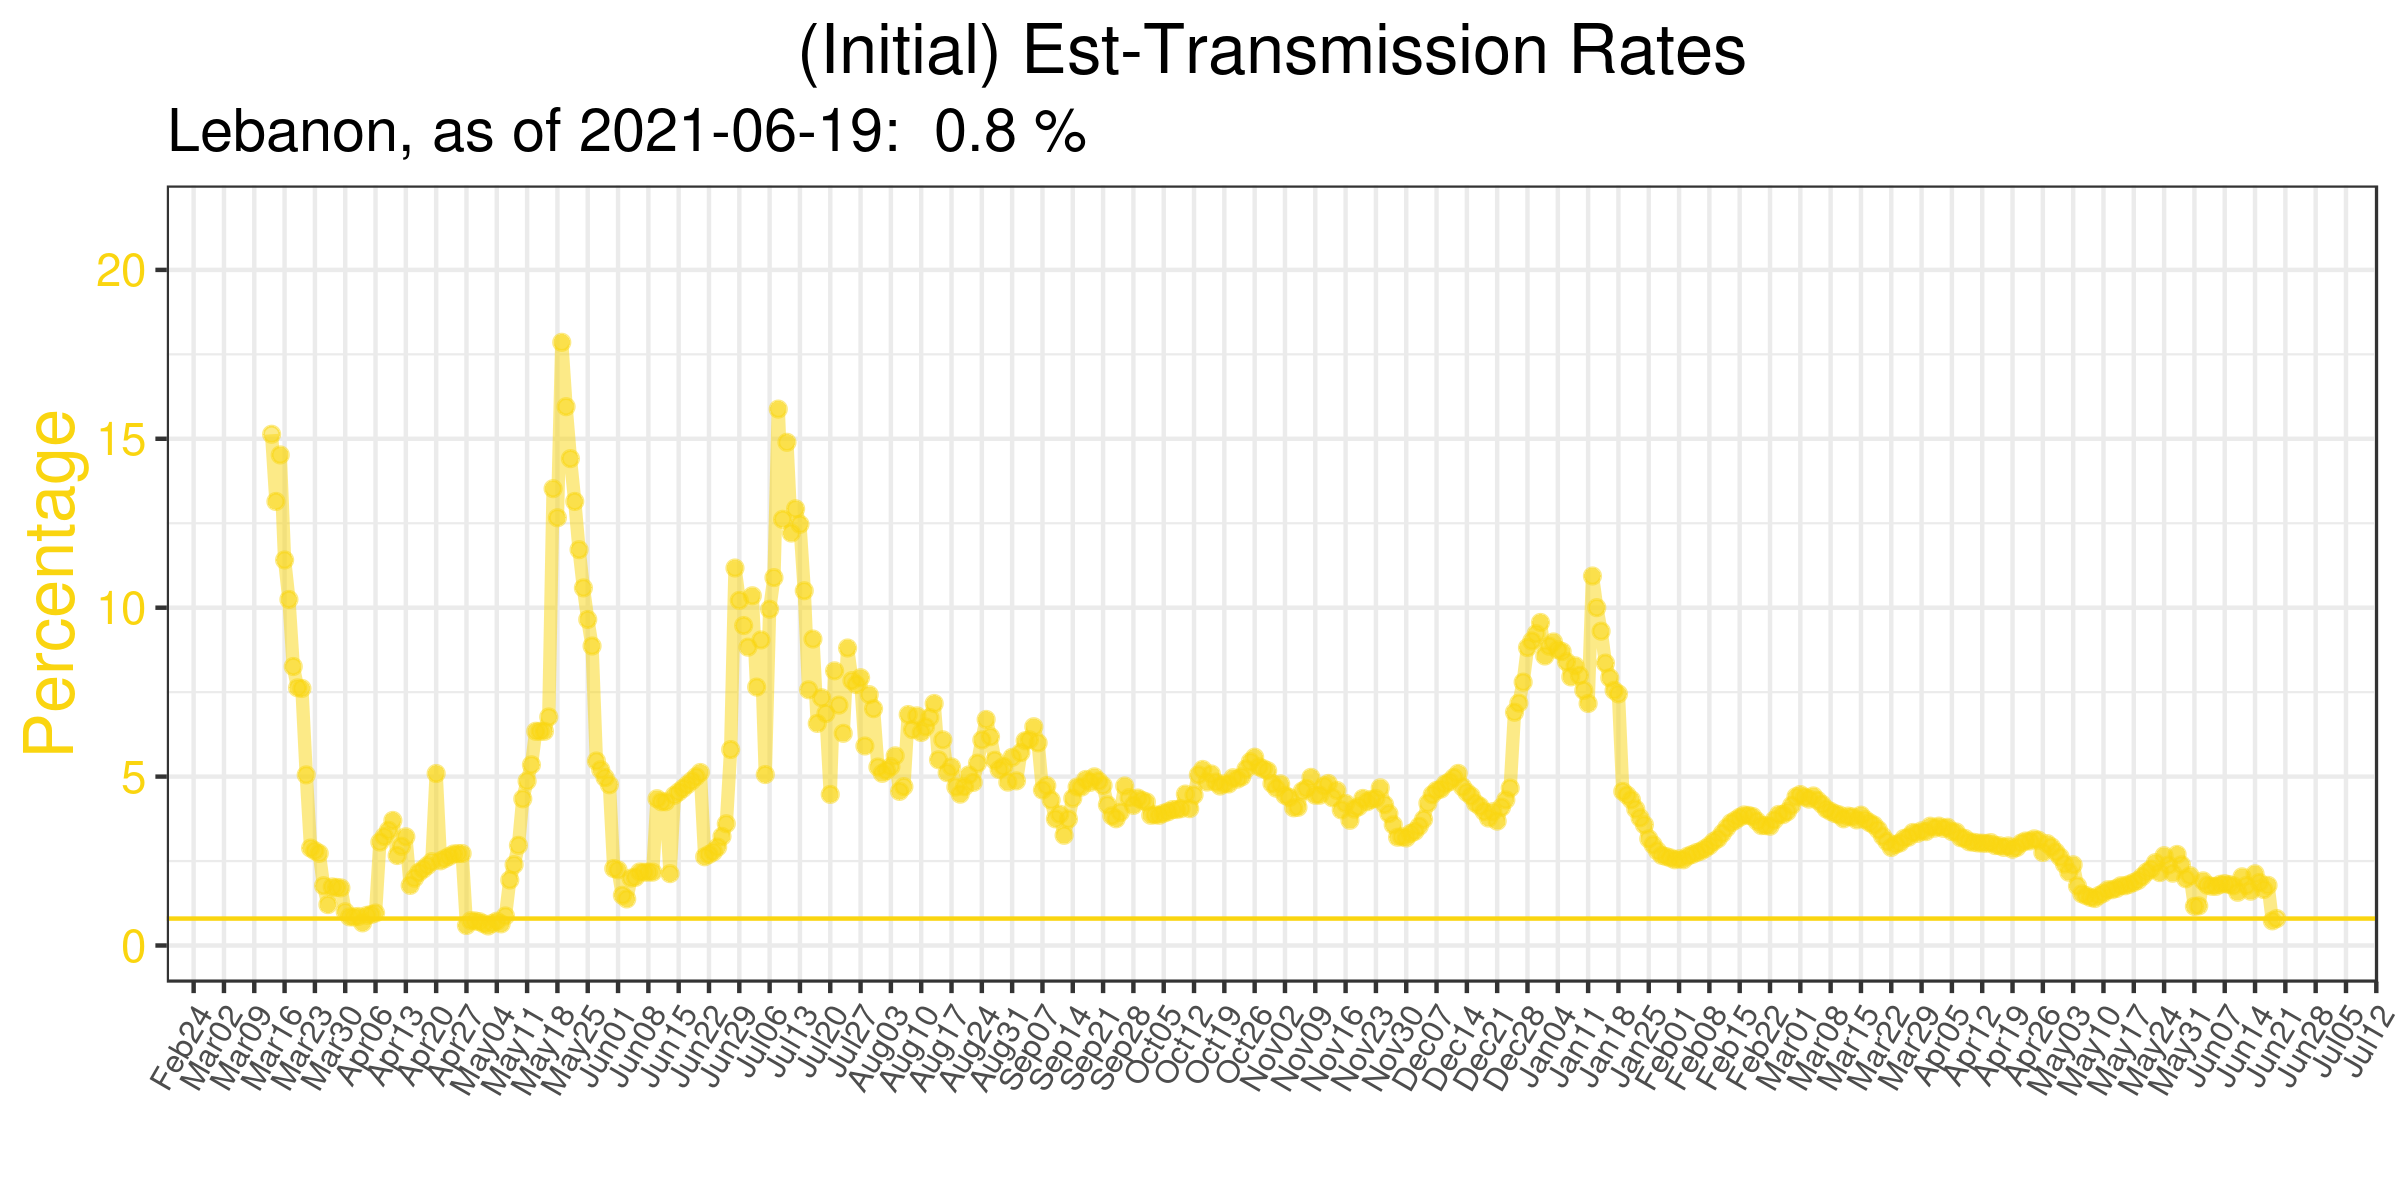 (Initial) Est-Transmission Rates
Lebanon, as of 2021-06-19: 0.8 %
Percentage
20
15
10
5
0
Feb24
Mar02
Mar09
Mar16
Mar23
Mar30
Apr06
Apr13
Apr20
Apr27
May04
May11
May18
May25
Jun01
Jun08
Jun15
Jun22
Jun29
Jul06
Jul13
Jul20
Jul27
Aug03
Aug10
Aug17
Aug24
Aug31
Sep07
Sep14
Sep21
Sep28
Oct05
Oct12
Oct19
Oct26
Nov02
Nov09
Nov16
Nov23
Nov30
Dec07
Dec14
Dec21
Dec28
Jan04
Jan11
Jan18
Jan25
Feb01
Feb08
Feb15
Feb22
Mar01
Mar08
Mar15
Mar22
Mar29
Apr05
Apr12
Apr19
Apr26
May03
May10
May17
May24
May31
Jun07
Jun14
Jun21
Jun28
Jul05
Jul12